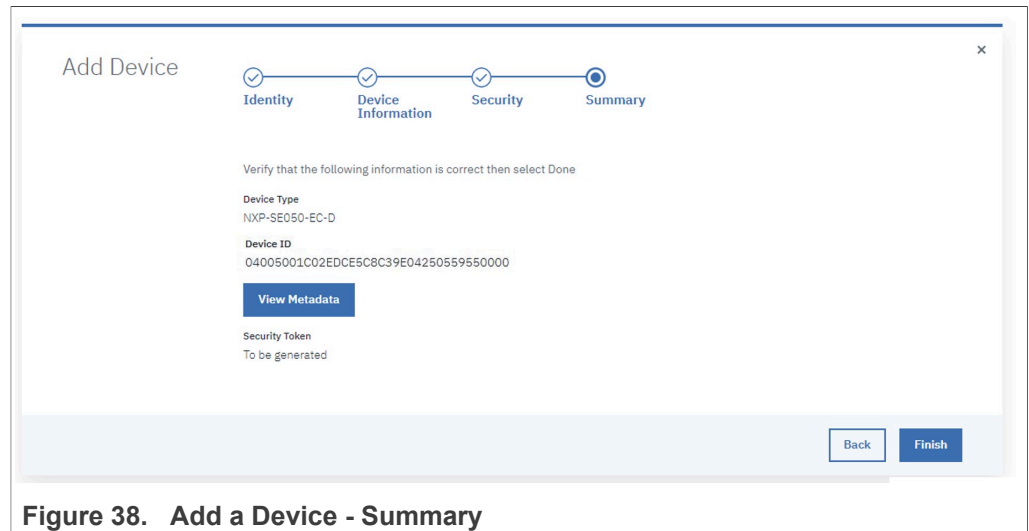 Add Device
×
Identity
Device
Information
Security
Summary
Verify that the following information is correct then select Done
Device Type
NXP-SE050-EC-D
Device ID
04005001C02EDCE5C8C39E04250559550000
View Metadata
Security Token
To be generated
Back
Finish
Figure 38. Add a Device - Summary